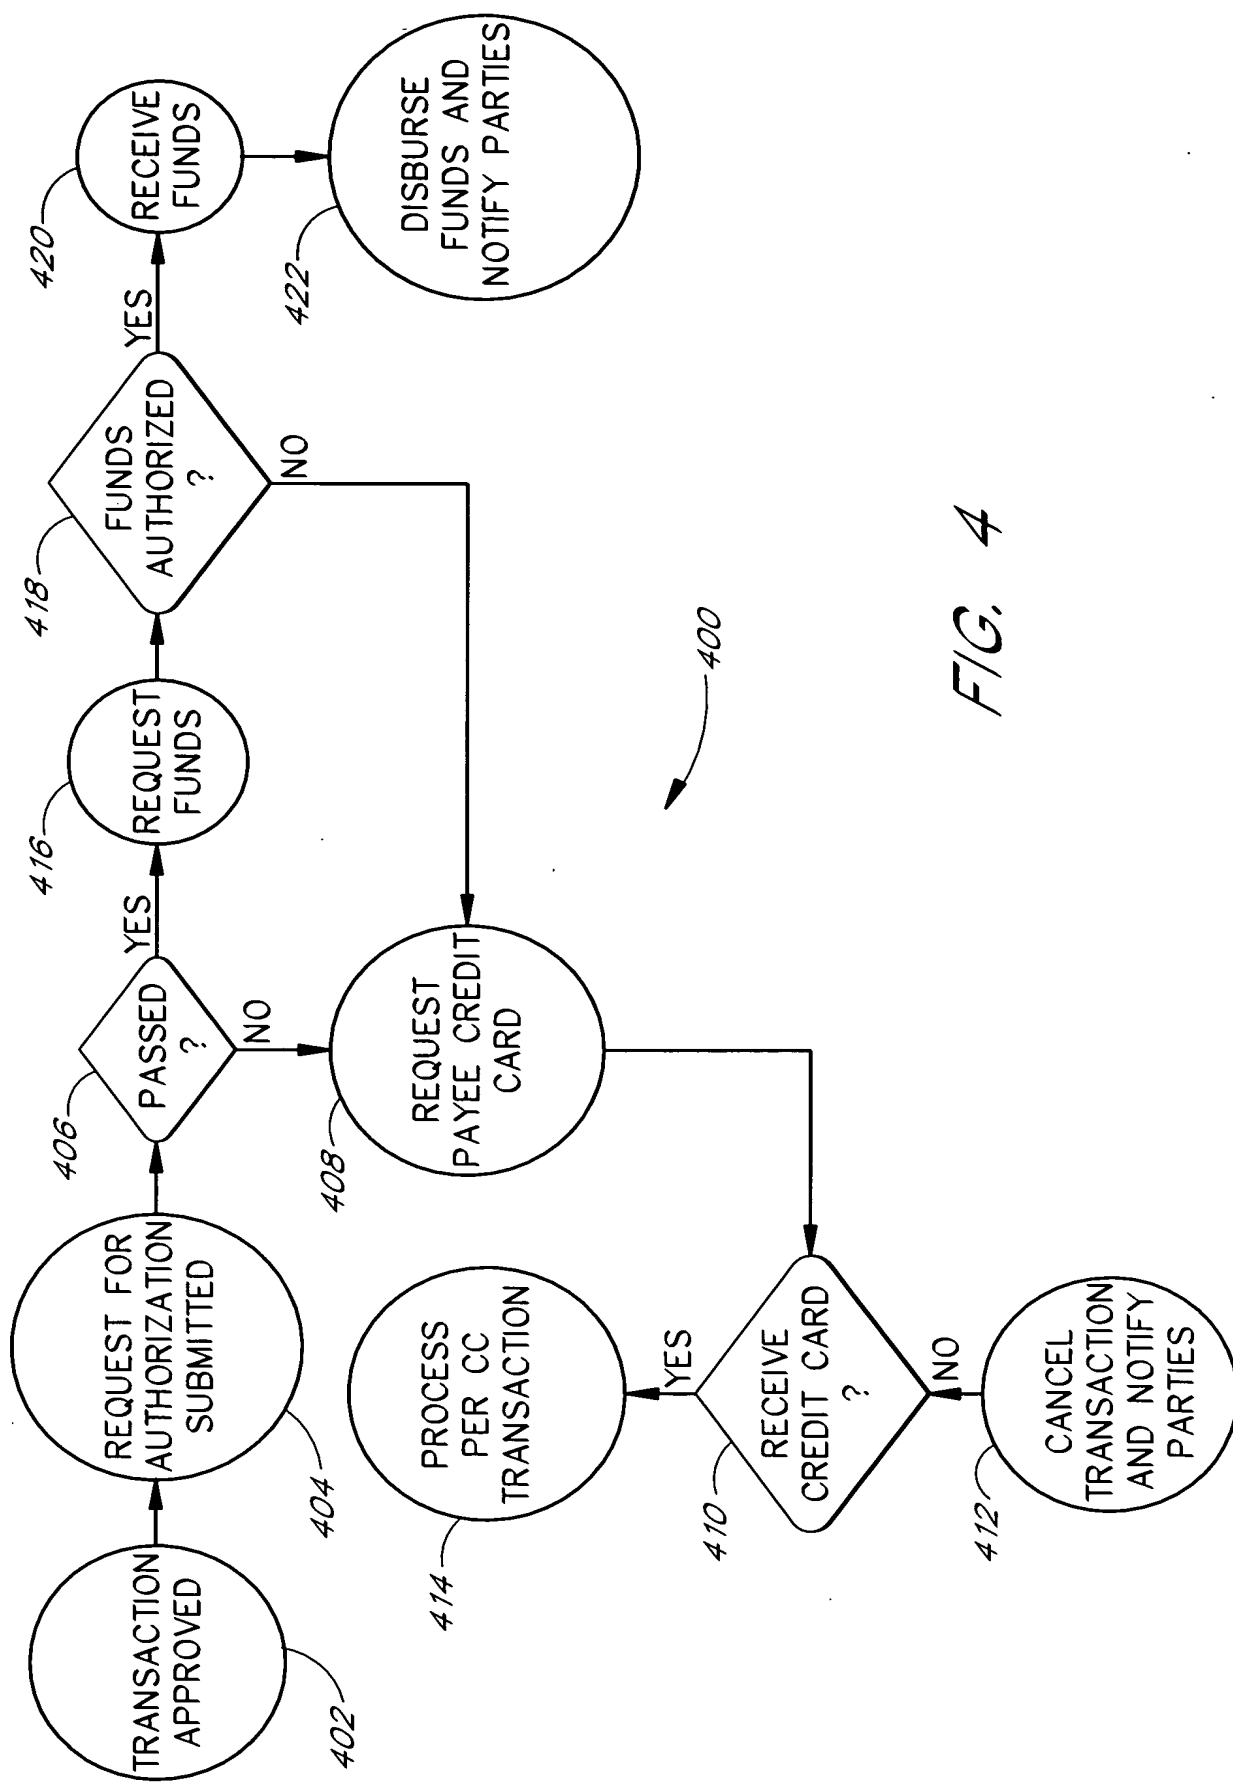 402
TRANSACTION
APPROVED
404
REQUEST FOR
AUTHORIZATION
SUBMITTED
406
PASSED
?
YES
NO
416
REQUEST
FUNDS
418
FUNDS
AUTHORIZED
?
YES
NO
420
RECEIVE
FUNDS
422
DISBURSE
FUNDS AND
NOTIFY PARTIES
408
REQUEST
PAYEE CREDIT
CARD
414
PROCESS
PER CC
TRANSACTION
YES
410
RECEIVE
CREDIT CARD
?
NO
412
CANCEL
TRANSACTION
AND NOTIFY
PARTIES
400
FIG. 4